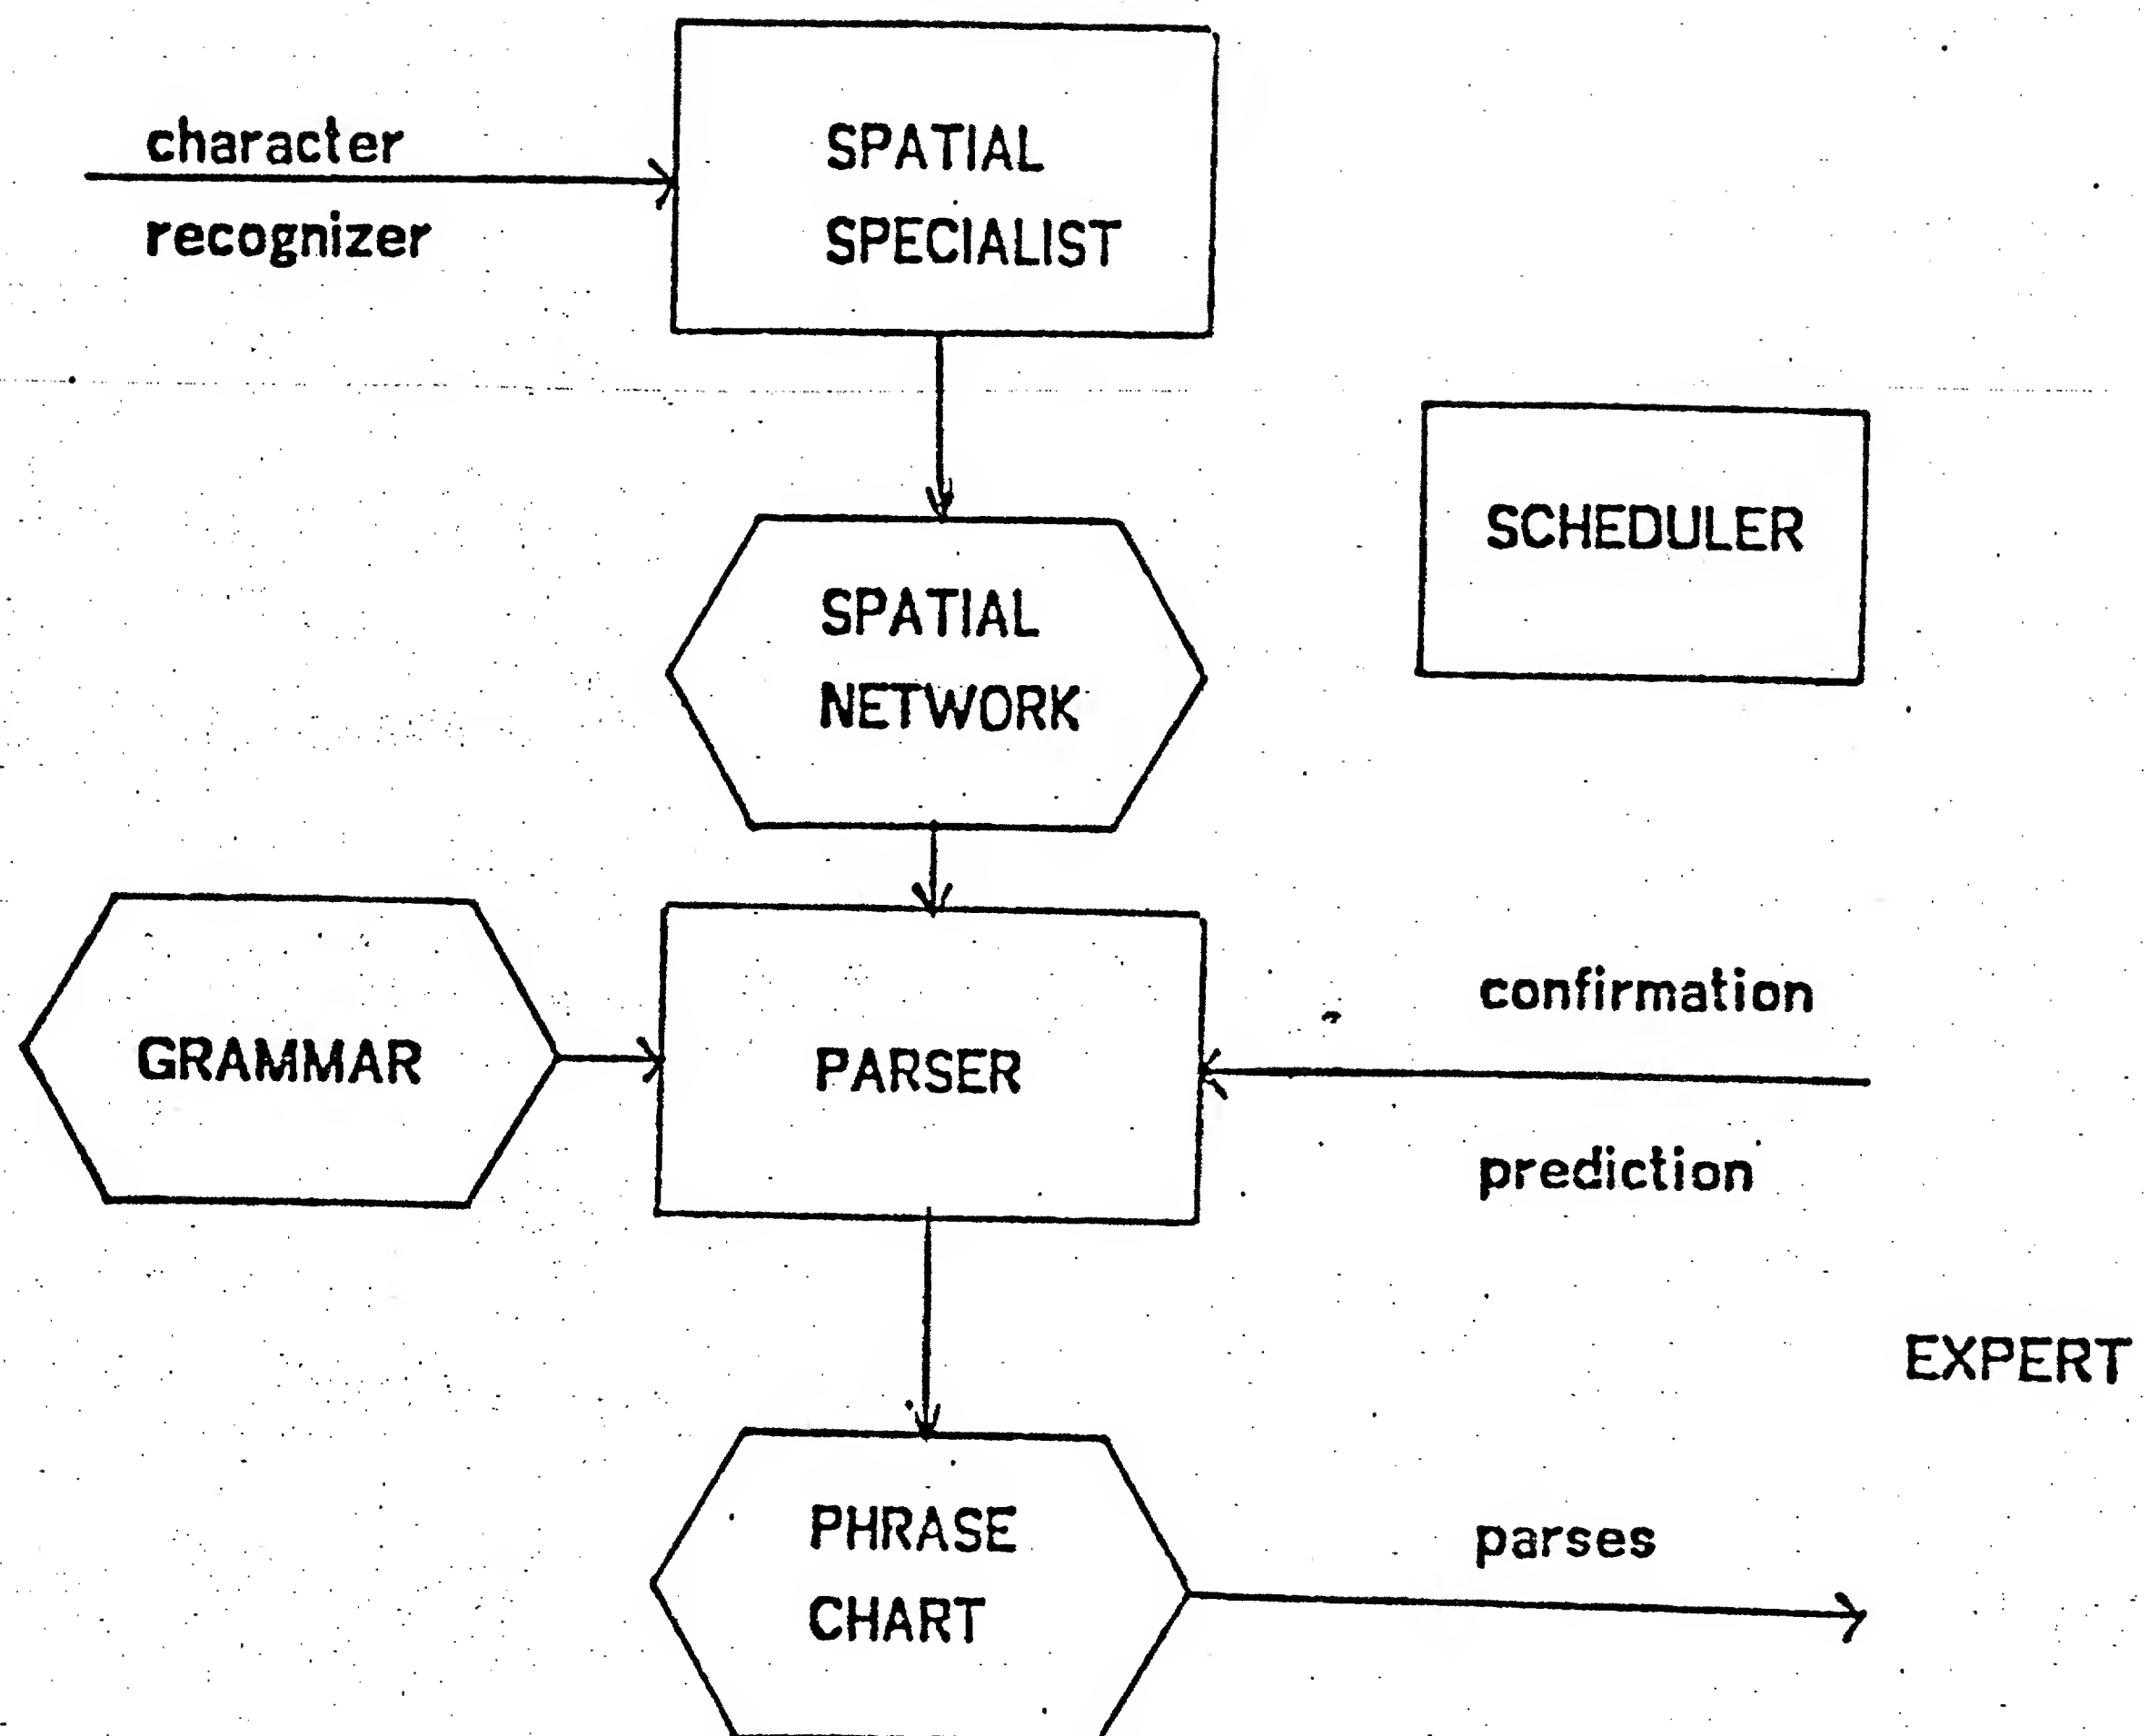 character
recognizer
SPATIAL
SPECIALIST
SCHEDULER
SPATIAL
NETWORK
GRAMMAR
PARSER
confirmation
prediction
EXPERT
PHRASE
CHART
parses